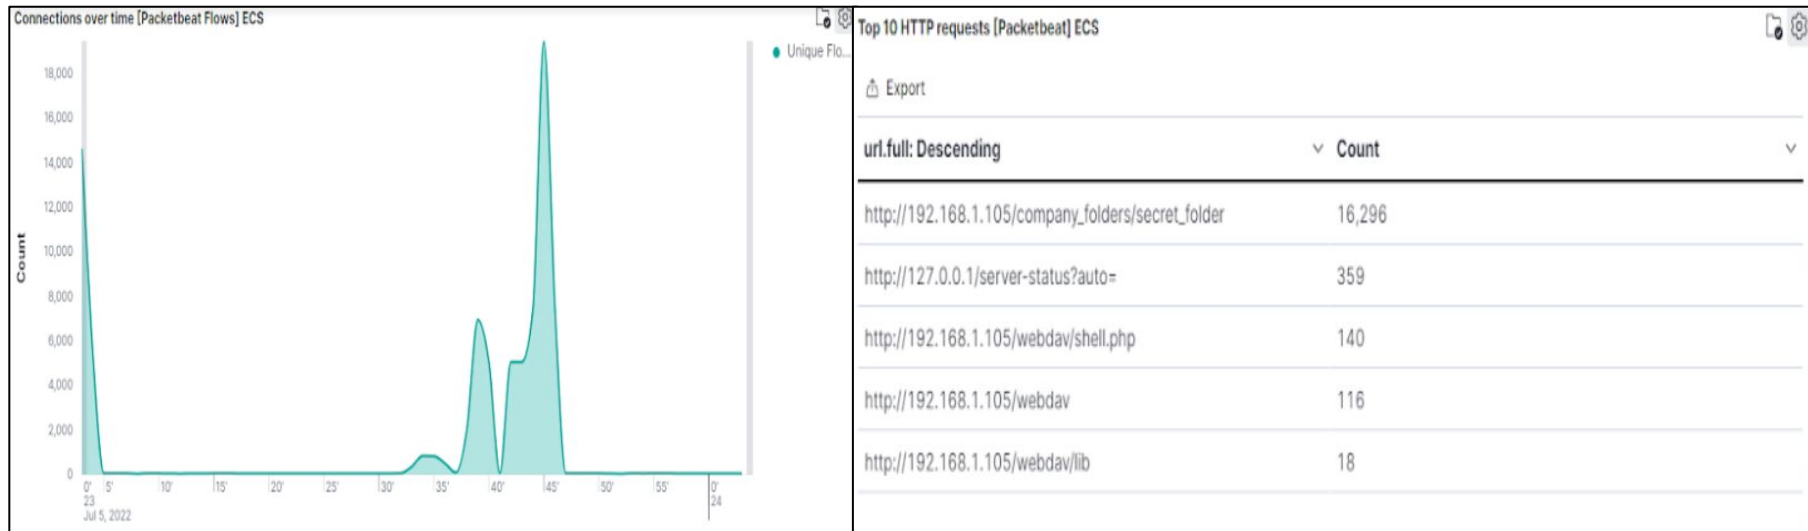 Connections over time [Packetbeat Flows] ECS
Unique Flo...
18,000
16,000
14,000
12,000
10,000
8,000
6,000
4,000
2,000
0
Count
0' 5' 10' 15' 20' 25' 30' 35' 40' 45' 50' 55' 0'
23 24
Jul 5, 2022
Top 10 HTTP requests [Packetbeat] ECS
Export
url.full: Descending Count
http://192.168.1.105/company_folders/secret_folder 16,296
http://127.0.0.1/server-status?auto= 359
http://192.168.1.105/webdav/shell.php 140
http://192.168.1.105/webdav 116
http://192.168.1.105/webdav/lib 18